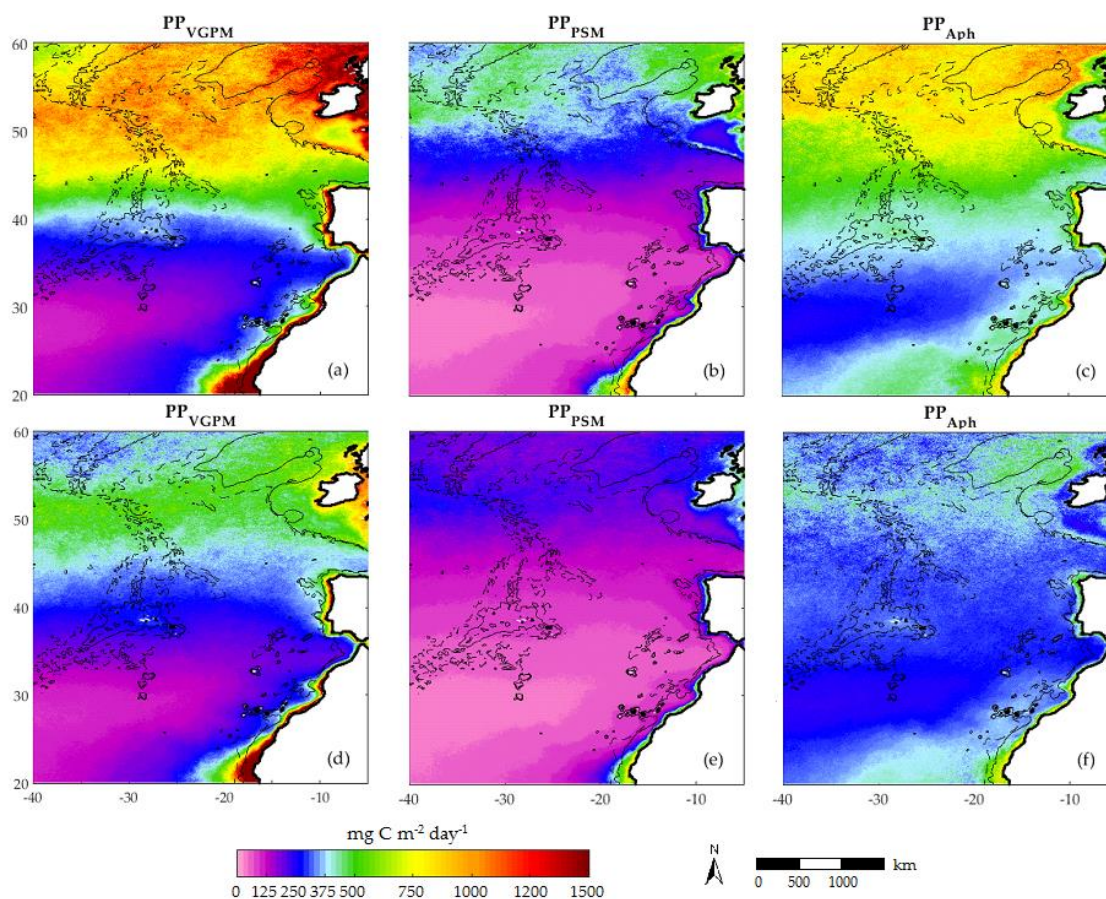 PP_VGPM PP_PSM PP_Aph
60
50
40
30
20
(a) (b) (c)
PP_VGPM PP_PSM PP_Aph
60
50
40
30
20
(d) (e) (f)
-40 -30 -20 -10 -40 -30 -20 -10 -40 -30 -20 -10
mg C m⁻² day⁻¹
0 125 250 375 500 750 1000 1250 1500
N
0 500 1000 km